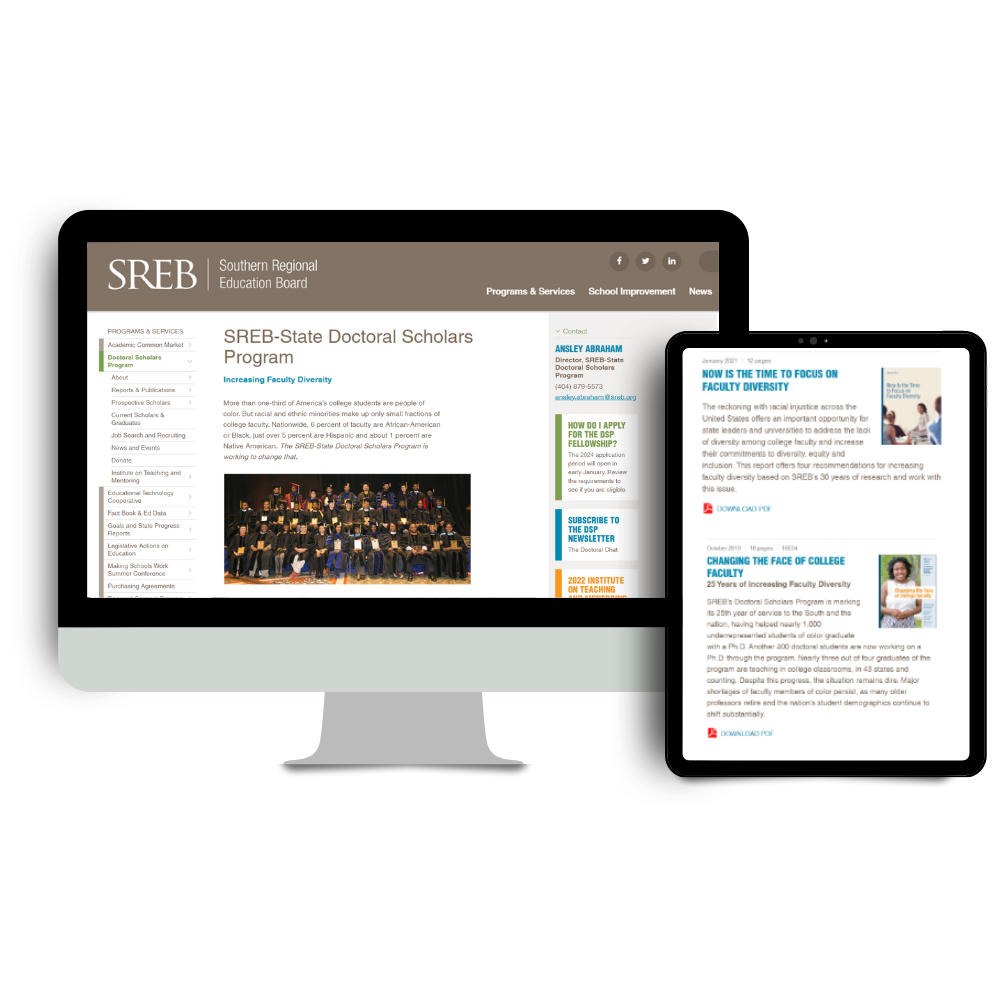 SREB
Southern Regional
Education Board
Programs & Services
School Improvement
News
PROGRAMS & SERVICES
Academic Common Market
Doctoral Scholars
Program
About
Reports & Publications
Prospective Scholars
Current Scholars &
Graduates
Job Search and Recruiting
News and Events
Donate
Institute on Teaching and
Mentoring
Educational Technology
Cooperative
Fact Book & Ed Data
Goals and State Progress
Reports
Legislative Actions on
Education
Making Schools Work
Summer Conference
Purchasing Agreements
SREB-State Doctoral Scholars
Program
Increasing Faculty Diversity
More than one-third of America's college students are people of
color. But racial and ethnic minorities make up only small fractions of
college faculty. Nationwide, 6 percent of faculty are African-American
or Black, just over 5 percent are Hispanic and about 1 percent are
Native American. The SREB-State Doctoral Scholars Program is
working to change that.
Contact
ANSLEY ABRAHAM
Director, SREB-State
Doctoral Scholars
Program
(404) 879-5573
ansley.abraham@sreb.org
HOW DO I APPLY
FOR THE DSP
FELLOWSHIP?
The 2024 application
period will open in
early January. Review
the requirements to
see if you are eligible.
SUBSCRIBE TO
THE DSP
NEWSLETTER
The Doctoral Chat
2022 INSTITUTE
ON TEACHING
AND MENTORING
January 2021 | 12 pages
NOW IS THE TIME TO FOCUS ON
FACULTY DIVERSITY
The reckoning with racial injustice across the
United States offers an important opportunity for
state leaders and universities to address the lack
of diversity among college faculty and increase
their commitments to diversity, equity and
inclusion. This report offers four recommendations for increasing
faculty diversity based on SREB's 30 years of research and work with
this issue.
Now Is the Time
to Focus on
Faculty Diversity
DOWNLOAD PDF
October 2019 | 16 pages | 18E24
CHANGING THE FACE OF COLLEGE
FACULTY
25 Years of Increasing Faculty Diversity
SREB's Doctoral Scholars Program is marking
its 25th year of service to the South and the
nation, having helped nearly 1,000
underrepresented students of color graduate
with a Ph.D. Another 400 doctoral students are now working on a
Ph.D. through the program. Nearly three out of four graduates of the
program are teaching in college classrooms, in 43 states and
counting. Despite this progress, the situation remains dire. Major
shortages of faculty members of color persist, as many older
professors retire and the nation's student demographics continue to
shift substantially.
Changing the Face
of College Faculty
DOWNLOAD PDF